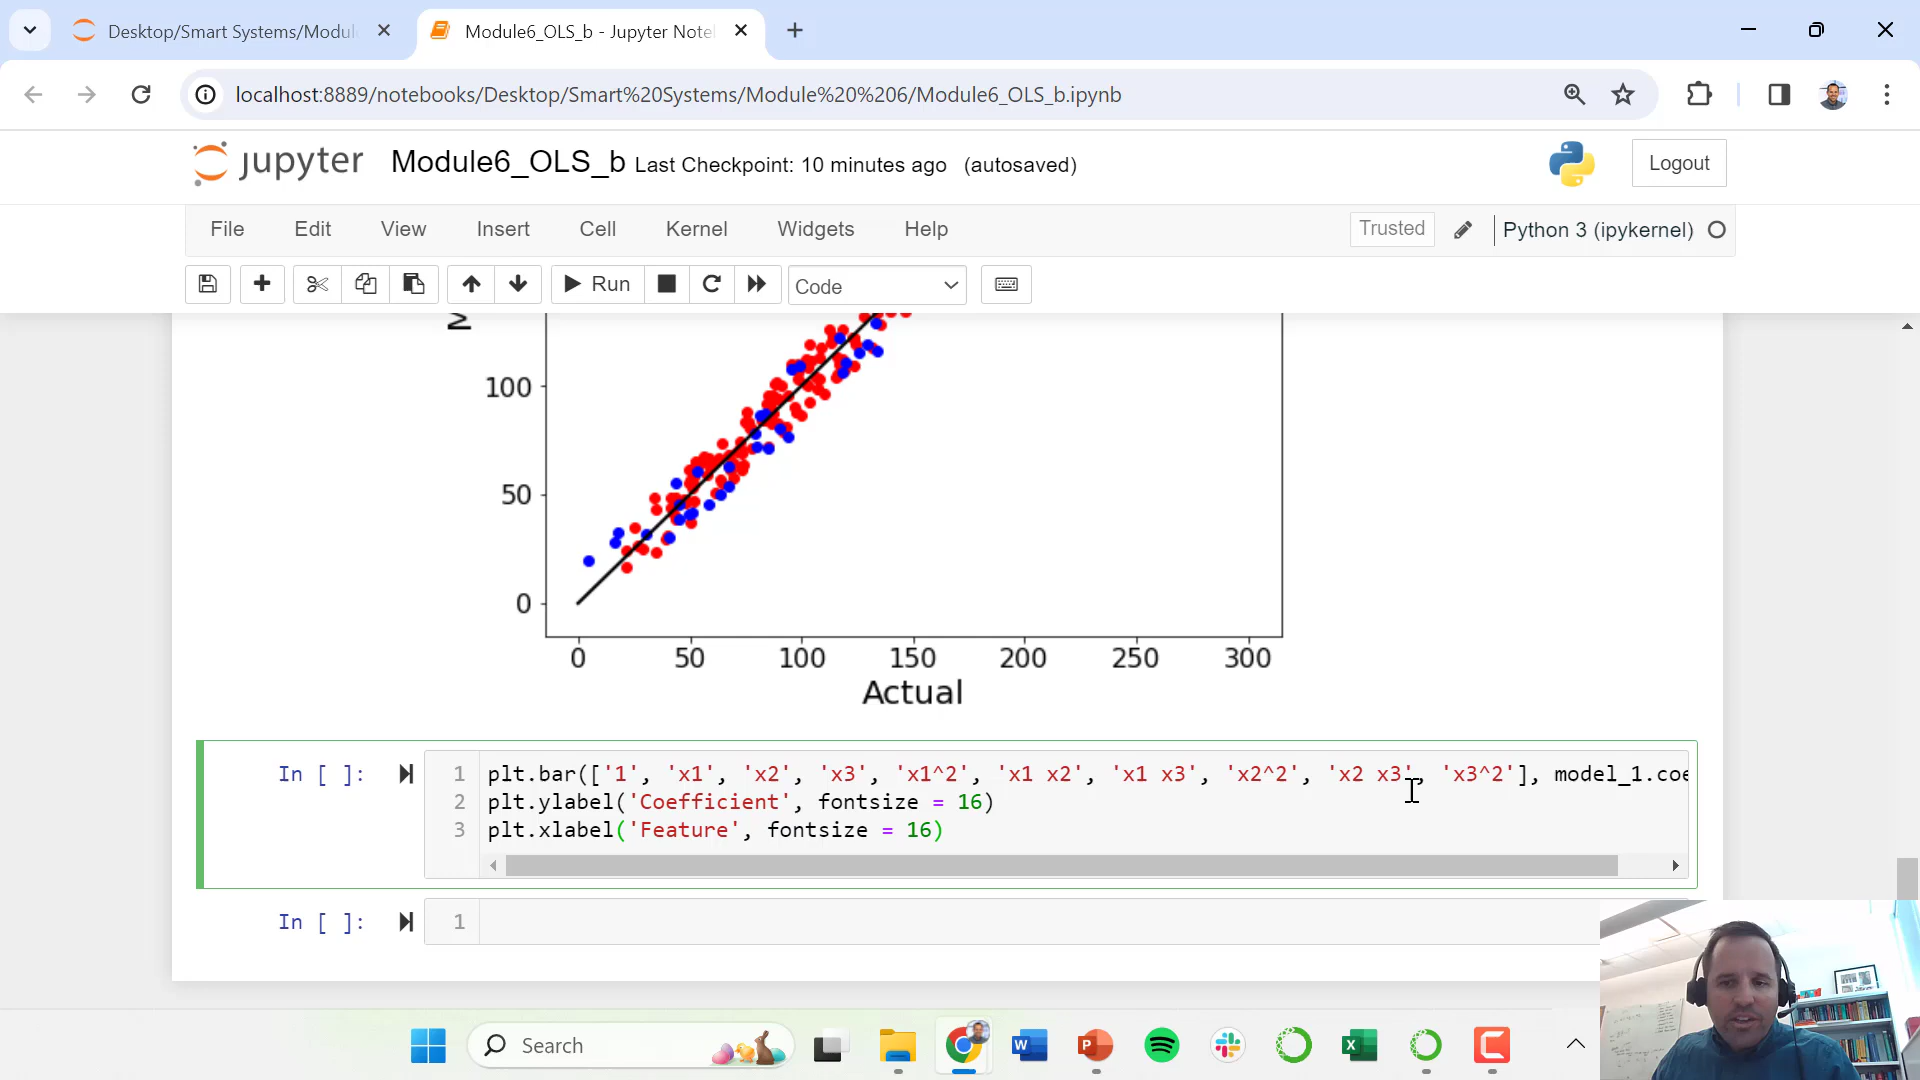 Desktop/Smart Systems/Modul
Module6_OLS_b - Jupyter Note
localhost:8889/notebooks/Desktop/Smart%20Systems/Module%20%206/Module6_OLS_b.ipynb
jupyter Module6_OLS_b Last Checkpoint: 10 minutes ago (autosaved)
Logout
File Edit View Insert Cell Kernel Widgets Help
Trusted
Python 3 (ipykernel)
Run
Code
M
100
50
0
0 50 100 150 200 250 300
Actual
In [ ]:
1 plt.bar(['1', 'x1', 'x2', 'x3', 'x1^2', 'x1 x2', 'x1 x3', 'x2^2', 'x2 x3', 'x3^2'], model_1.coe
2 plt.ylabel('Coefficient', fontsize = 16)
3 plt.xlabel('Feature', fontsize = 16)
In [ ]:
1
Search